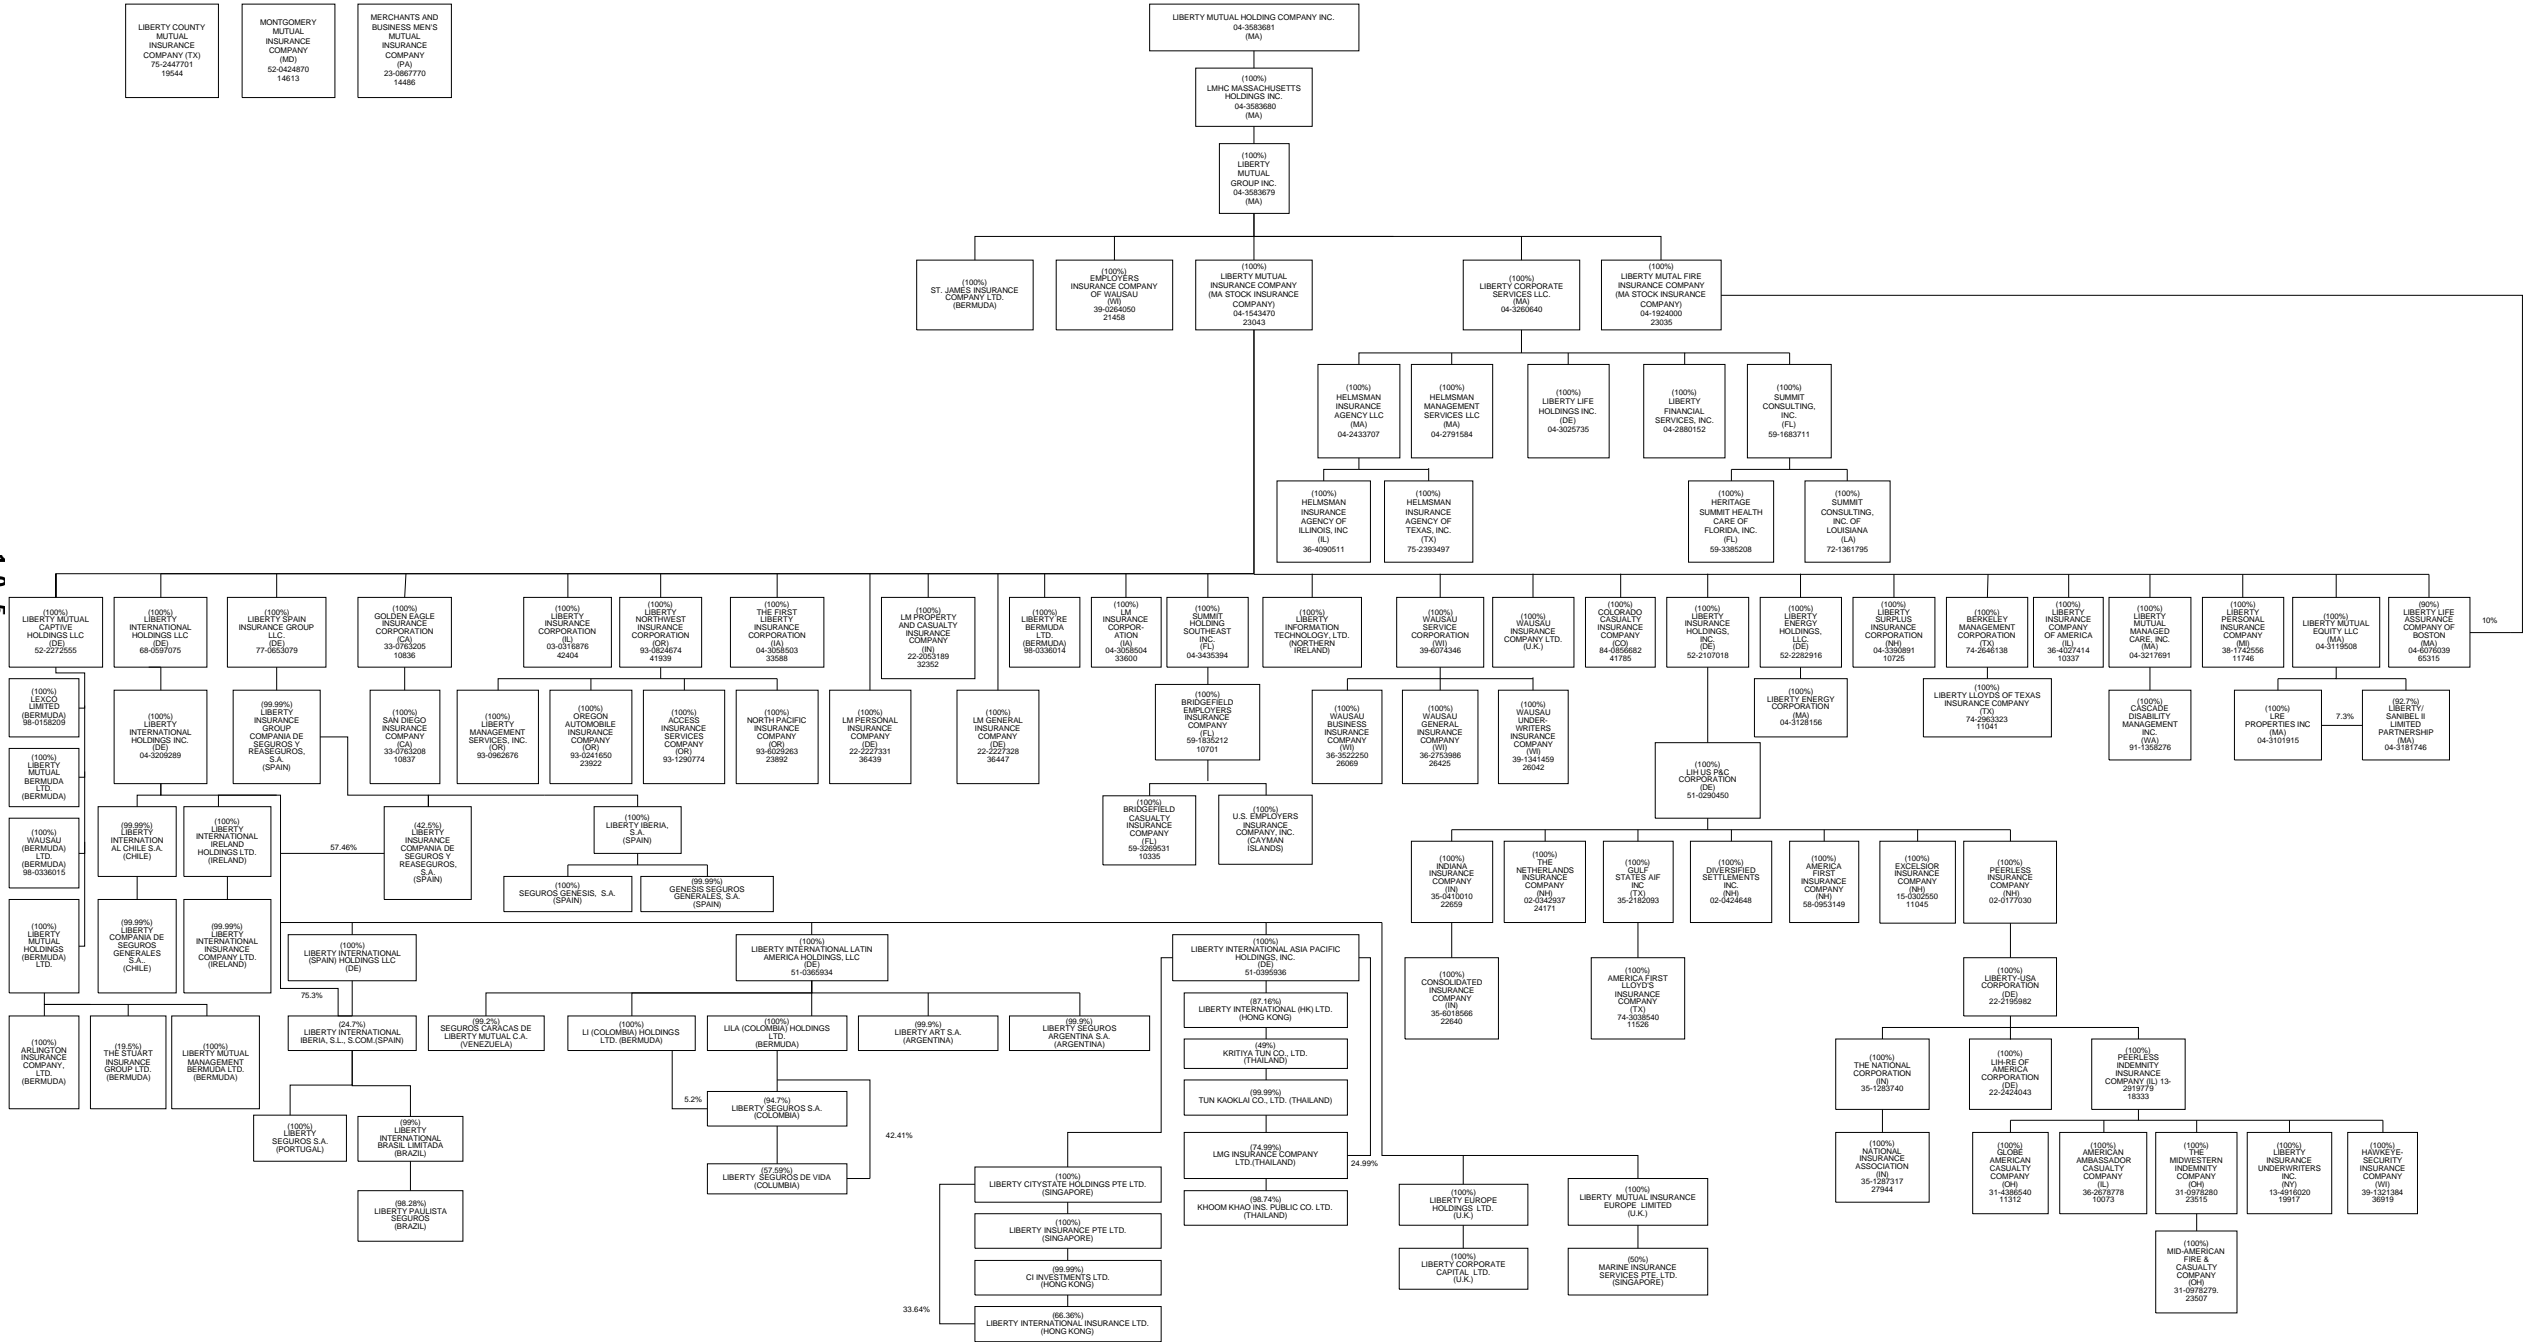 LIBERTY COUNTY
MUTUAL
INSURANCE
COMPANY (TX)
75-2447701
19544
MONTGOMERY
MUTUAL
INSURANCE
COMPANY
(MD)
52-0424870
14613
MERCHANTS AND
BUSINESS MEN'S
MUTUAL
INSURANCE
COMPANY
(PA)
23-0867770
14486
LIBERTY MUTUAL HOLDING COMPANY INC.
04-3583681
(MA)
(100%)
LMHC MASSACHUSETTS
HOLDINGS INC.
04-3583680
(MA)
(100%)
LIBERTY
MUTUAL
GROUP INC.
04-3583679
(MA)
(100%)
ST. JAMES INSURANCE
COMPANY LTD.
(BERMUDA)
(100%)
EMPLOYERS
INSURANCE COMPANY
OF WAUSAU
(WI)
39-0264050
21458
(100%)
LIBERTY MUTUAL
INSURANCE COMPANY
(MA STOCK INSURANCE
COMPANY)
04-1543470
23043
(100%)
LIBERTY CORPORATE
SERVICES LLC.
(MA)
04-3260640
(100%)
LIBERTY MUTAL FIRE
INSURANCE COMPANY
(MA STOCK INSURANCE
COMPANY)
04-1924000
23035
(100%)
HELMSMAN
INSURANCE
AGENCY LLC
(MA)
04-2433707
(100%)
HELMSMAN
MANAGEMENT
SERVICES LLC
(MA)
04-2791584
(100%)
LIBERTY LIFE
HOLDINGS INC.
(DE)
04-3025735
(100%)
LIBERTY
FINANCIAL
SERVICES, INC.
04-2880152
(100%)
SUMMIT
CONSULTING,
INC.
(FL)
59-1683711
(100%)
HELMSMAN
INSURANCE
AGENCY OF
ILLINOIS, INC
(IL)
36-4090511
(100%)
HELMSMAN
INSURANCE
AGENCY OF
TEXAS, INC.
(TX)
75-2393497
(100%)
HERITAGE
SUMMIT HEALTH
CARE OF
FLORIDA, INC.
(FL)
59-3385208
(100%)
SUMMIT
CONSULTING,
INC. OF
LOUISIANA
(LA)
72-1361795
(100%)
LIBERTY MUTUAL
CAPTIVE
HOLDINGS LLC
(DE)
52-2272555
(100%)
LIBERTY
INTERNATIONAL
HOLDINGS LLC
(DE)
68-0597075
(100%)
LIBERTY SPAIN
INSURANCE GROUP
LLC.
(DE)
77-0653079
(100%)
GOLDEN EAGLE
INSURANCE
CORPORATION
(CA)
33-0763205
10836
(100%)
LIBERTY
INSURANCE
CORPORATION
(IL)
03-0316876
42404
(100%)
LIBERTY
NORTHWEST
INSURANCE
CORPORATION
(OR)
93-0824674
41939
(100%)
THE FIRST
LIBERTY
INSURANCE
CORPORATION
(IA)
04-3058503
33588
(100%)
LM PROPERTY
AND CASUALTY
INSURANCE
COMPANY
(IN)
22-2053189
32352
(100%)
LIBERTY RE
BERMUDA
LTD.
(BERMUDA)
98-0336014
(100%)
LM
INSURANCE
CORPOR-
ATION
(IA)
04-3058504
33600
(100%)
SUMMIT
HOLDING
SOUTHEAST
INC.
(FL)
04-3435394
(100%)
LIBERTY
INFORMATION
TECHNOLOGY, LTD.
(NORTHERN
IRELAND)
(100%)
WAUSAU
SERVICE
CORPORATION
(WI)
39-6074346
(100%)
WAUSAU
INSURANCE
COMPANY LTD.
(U.K.)
(100%)
COLORADO
CASUALTY
INSURANCE
COMPANY
(CO)
84-0856682
41785
(100%)
LIBERTY
INSURANCE
HOLDINGS,
INC.
(DE)
52-2107018
(100%)
LIBERTY
ENERGY
HOLDINGS,
LLC.
(DE)
52-2282916
(100%)
LIBERTY
SURPLUS
INSURANCE
CORPORATION
(NH)
04-3390891
10725
(100%)
BERKELEY
MANAGEMENT
CORPORATION
(TX)
74-2646138
(100%)
LIBERTY
INSURANCE
COMPANY
OF AMERICA
(IL)
36-4027414
10337
(100%)
LIBERTY
MUTUAL
MANAGED
CARE, INC.
(MA)
04-3217691
(100%)
LIBERTY
PERSONAL
INSURANCE
COMPANY
(MI)
38-1742556
11746
(100%)
LIBERTY MUTUAL
EQUITY LLC
(MA)
04-3119508
(90%)
LIBERTY LIFE
ASSURANCE
COMPANY OF
BOSTON
(MA)
04-6076039
65315
10%
(100%)
LEXCO
LIMITED
(BERMUDA)
98-0158209
(100%)
LIBERTY
INTERNATIONAL
HOLDINGS INC.
(DE)
04-3209289
(99.99%)
LIBERTY
INSURANCE
GROUP
COMPANIA DE
SEGUROS Y
REASEGUROS,
S.A.
(SPAIN)
(100%)
SAN DIEGO
INSURANCE
COMPANY
(CA)
33-0763208
10837
(100%)
LIBERTY
MANAGEMENT
SERVICES, INC.
(OR)
93-0962676
(100%)
OREGON
AUTOMOBILE
INSURANCE
COMPANY
(OR)
93-0241650
23922
(100%)
ACCESS
INSURANCE
SERVICES
COMPANY
(OR)
93-1290774
(100%)
NORTH PACIFIC
INSURANCE
COMPANY
(OR)
93-6029263
23892
(100%)
LM PERSONAL
INSURANCE
COMPANY
(DE)
22-2227331
36439
(100%)
LM GENERAL
INSURANCE
COMPANY
(DE)
22-2227328
36447
(100%)
BRIDGEFIELD
EMPLOYERS
INSURANCE
COMPANY
(FL)
59-1835212
10701
(100%)
WAUSAU
BUSINESS
INSURANCE
COMPANY
(WI)
36-3522250
26069
(100%)
WAUSAU
GENERAL
INSURANCE
COMPANY
(WI)
36-2753986
26425
(100%)
WAUSAU
UNDER-
WRITERS
INSURANCE
COMPANY
(WI)
39-1341459
26042
(100%)
LIBERTY ENERGY
CORPORATION
(MA)
04-3128156
(100%)
LIBERTY LLOYDS OF TEXAS
INSURANCE COMPANY
(TX)
74-2963323
11041
(100%)
CASCADE
DISABILITY
MANAGEMENT
INC.
(WA)
91-1358276
(100%)
LRE
PROPERTIES INC
(MA)
04-3101915
7.3%
(92.7%)
LIBERTY/
SANIBEL II
LIMITED
PARTNERSHIP
(MA)
04-3181746
(100%)
LIBERTY
MUTUAL
BERMUDA
LTD.
(BERMUDA)
(100%)
LIH US P&C
CORPORATION
(DE)
51-0290450
(100%)
WAUSAU
(BERMUDA)
LTD.
(BERMUDA)
98-0336015
(99.99%)
LIBERTY
INTERNATION
AL CHILE S.A.
(CHILE)
(100%)
LIBERTY
INTERNATIONAL
IRELAND
HOLDINGS LTD.
(IRELAND)
57.46%
(42.5%)
LIBERTY
INSURANCE
COMPANIA DE
SEGUROS Y
REASEGUROS,
S.A.
(SPAIN)
(100%)
LIBERTY IBERIA,
S.A.
(SPAIN)
(100%)
SEGUROS GENESIS, S.A.
(SPAIN)
(99.99%)
GENESIS SEGUROS
GENERALES, S.A.
(SPAIN)
(100%)
BRIDGEFIELD
CASUALTY
INSURANCE
COMPANY
(FL)
59-3269531
10335
(100%)
U.S. EMPLOYERS
INSURANCE
COMPANY, INC.
(CAYMAN
ISLANDS)
(100%)
INDIANA
INSURANCE
COMPANY
(IN)
35-0410010
22659
(100%)
THE
NETHERLANDS
INSURANCE
COMPANY
(NH)
02-0342937
24171
(100%)
GULF
STATES AIF
INC
(TX)
35-2182093
(100%)
DIVERSIFIED
SETTLEMENTS
INC.
(NH)
02-0424648
(100%)
AMERICA
FIRST
INSURANCE
COMPANY
(NH)
58-0953149
(100%)
EXCELSIOR
INSURANCE
COMPANY
(NH)
15-0302550
11045
(100%)
PEERLESS
INSURANCE
COMPANY
(NH)
02-0177030
(100%)
LIBERTY
MUTUAL
HOLDINGS
(BERMUDA)
LTD.
(99.99%)
LIBERTY
COMPANIA DE
SEGUROS
GENERALES
S.A..
(CHILE)
(99.99%)
LIBERTY
INTERNATIONAL
INSURANCE
COMPANY LTD.
(IRELAND)
(100%)
LIBERTY INTERNATIONAL
(SPAIN) HOLDINGS LLC
(DE)
(100%)
LIBERTY INTERNATIONAL LATIN
AMERICA HOLDINGS, LLC
(DE)
51-0365934
(100%)
LIBERTY INTERNATIONAL ASIA PACIFIC
HOLDINGS, INC.
(DE)
51-0395936
(100%)
CONSOLIDATED
INSURANCE
COMPANY
(IN)
35-6018566
22640
(100%)
AMERICA FIRST
LLOYD'S
INSURANCE
COMPANY
(TX)
74-3038540
11526
(100%)
LIBERTY-USA
CORPORATION
(DE)
22-2195982
75.3%
(100%)
ARLINGTON
INSURANCE
COMPANY,
LTD.
(BERMUDA)
(19.5%)
THE STUART
INSURANCE
GROUP LTD.
(BERMUDA)
(100%)
LIBERTY MUTUAL
MANAGEMENT
BERMUDA LTD.
(BERMUDA)
(24.7%)
LIBERTY INTERNATIONAL
IBERIA, S.L., S.COM.(SPAIN)
(99.2%)
SEGUROS CARACAS DE
LIBERTY MUTUAL C.A.
(VENEZUELA)
(100%)
LI (COLOMBIA) HOLDINGS
LTD. (BERMUDA)
(100%)
LILA (COLOMBIA) HOLDINGS
LTD.
(BERMUDA)
(99.9%)
LIBERTY ART S.A.
(ARGENTINA)
(99.9%)
LIBERTY SEGUROS
ARGENTINA S.A.
(ARGENTINA)
(87.16%)
LIBERTY INTERNATIONAL (HK) LTD.
(HONG KONG)
(49%)
KRITIYA TUN CO., LTD.
(THAILAND)
(99.99%)
TUN KAOKLAI CO., LTD. (THAILAND)
(74.99%)
LMG INSURANCE COMPANY
LTD.(THAILAND)
24.99%
(98.74%)
KHOOM KHAO INS. PUBLIC CO. LTD.
(THAILAND)
5.2%
(94.7%)
LIBERTY SEGUROS S.A.
(COLOMBIA)
42.41%
(57.59%)
LIBERTY SEGUROS DE VIDA
(COLUMBIA)
(100%)
LIBERTY
SEGUROS S.A.
(PORTUGAL)
(99%)
LIBERTY
INTERNATIONAL
BRASIL LIMITADA
(BRAZIL)
(98.28%)
LIBERTY PAULISTA
SEGUROS
(BRAZIL)
(100%)
LIBERTY CITYSTATE HOLDINGS PTE LTD.
(SINGAPORE)
(100%)
LIBERTY INSURANCE PTE LTD.
(SINGAPORE)
(99.99%)
CI INVESTMENTS LTD.
(HONG KONG)
33.64%
(66.36%)
LIBERTY INTERNATIONAL INSURANCE LTD.
(HONG KONG)
(100%)
LIBERTY EUROPE
HOLDINGS LTD.
(U.K.)
(100%)
LIBERTY CORPORATE
CAPITAL LTD.
(U.K.)
(100%)
LIBERTY MUTUAL INSURANCE
EUROPE LIMITED
(U.K.)
(50%)
MARINE INSURANCE
SERVICES PTE. LTD.
(SINGAPORE)
(100%)
THE NATIONAL
CORPORATION
(IN)
35-1283740
(100%)
LIH-RE OF
AMERICA
CORPORATION
(DE)
22-2424043
(100%)
PEERLESS
INDEMNITY
INSURANCE
COMPANY (IL) 13-
2919779
18333
(100%)
NATIONAL
INSURANCE
ASSOCIATION
(IN)
35-1287317
27944
(100%)
GLOBE
AMERICAN
CASUALTY
COMPANY
(OH)
31-4386540
11312
(100%)
AMERICAN
AMBASSADOR
CASUALTY
COMPANY
(IL)
36-2678778
10073
(100%)
THE
MIDWESTERN
INDEMNITY
COMPANY
(OH)
31-0978280
23515
(100%)
LIBERTY
INSURANCE
UNDERWRITERS
INC.
(NY)
13-4916020
19917
(100%)
HAWKEYE-
SECURITY
INSURANCE
COMPANY
(WI)
39-1321384
36919
(100%)
MID-AMERICAN
FIRE &
CASUALTY
COMPANY
(OH)
31-0978279.
23507